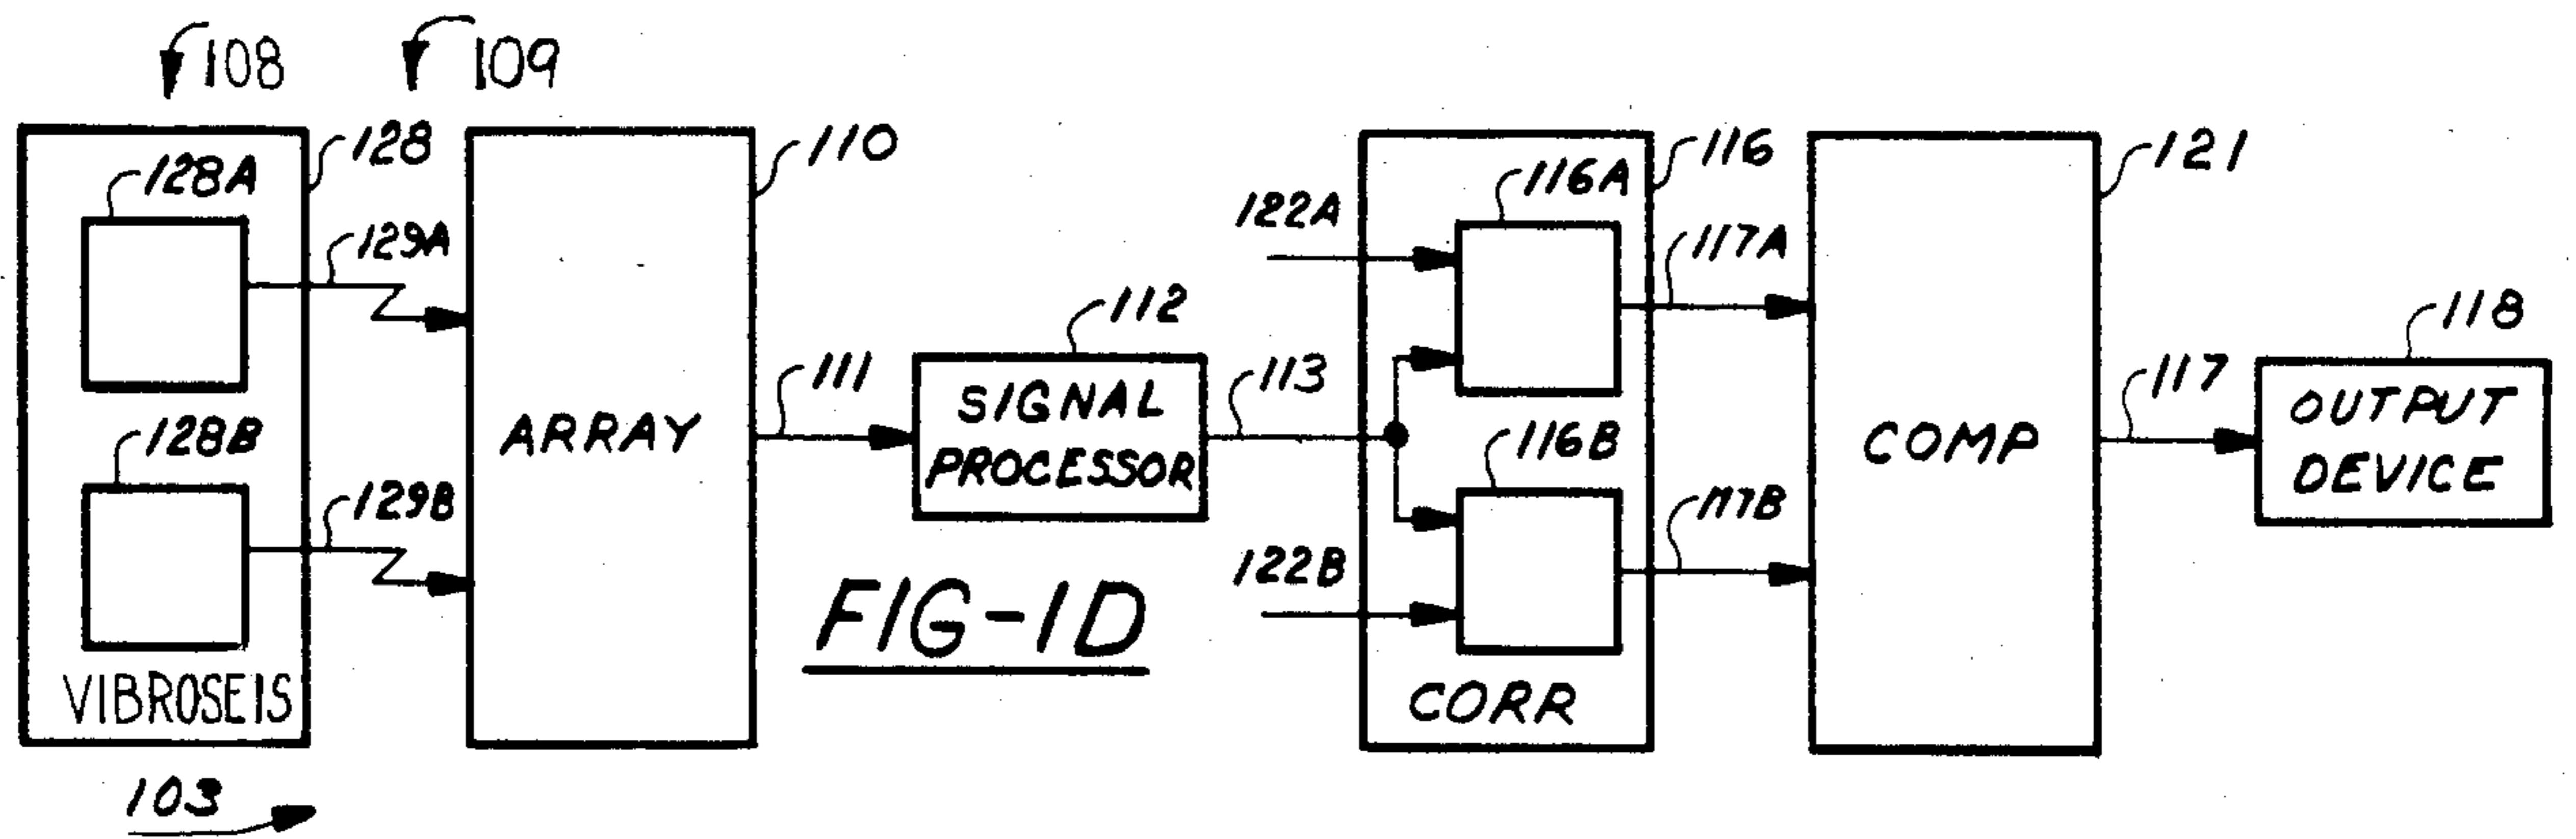 108
109
128
128A
129A
128B
129B
VIBROSEIS
103
110
ARRAY
111
112
SIGNAL
PROCESSOR
113
FIG-1D
122A
122B
116
116A
116B
CORR
117A
117B
121
COMP
117
118
OUTPUT
DEVICE